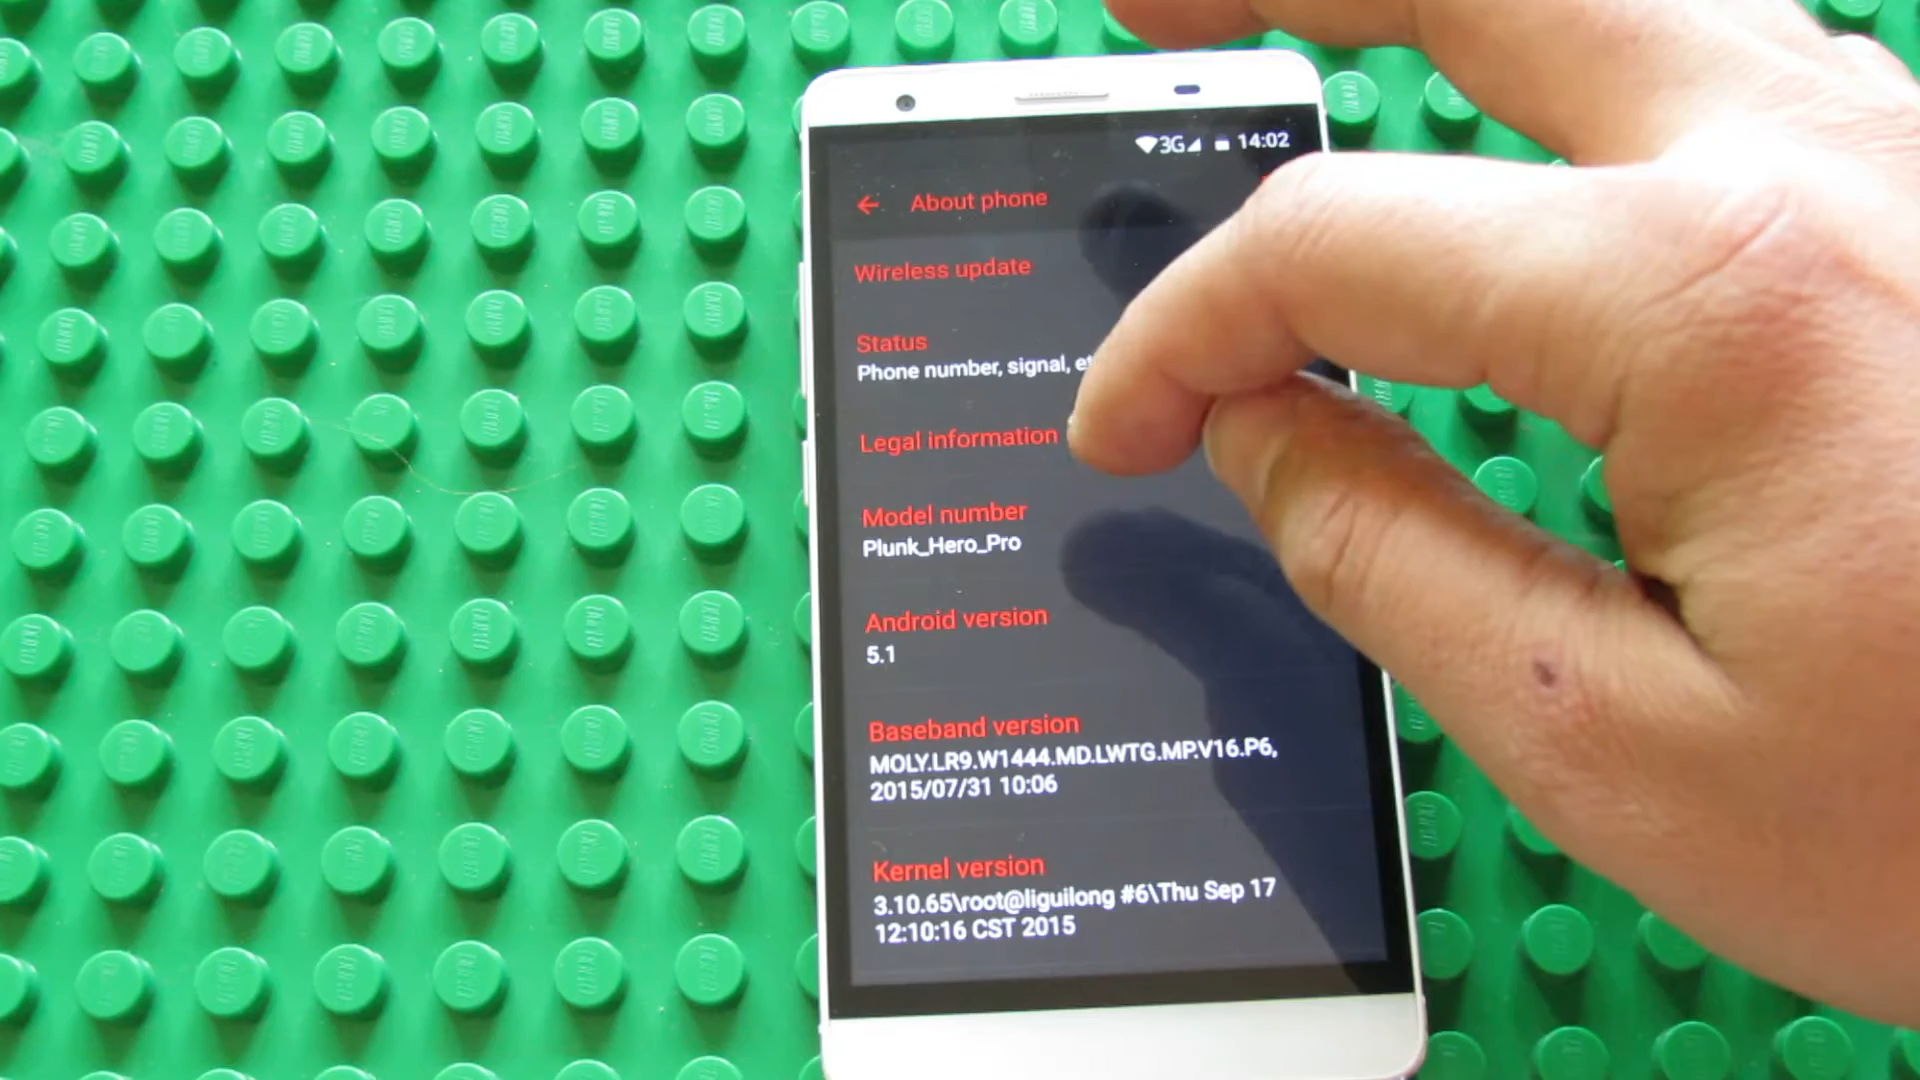 3G 14:02
About phone
Wireless update
Status
Phone number, signal,
Legal information
Model number
Plunk_Hero_Pro
Android version
5.1
Baseband version
MOLY.LR9.W1444.MD.LWTG.MP.V16.P6,
2015/07/31 10:06
Kernel version
3.10.65\root@liguilong #6\Thu Sep 17
12:10:16 CST 2015